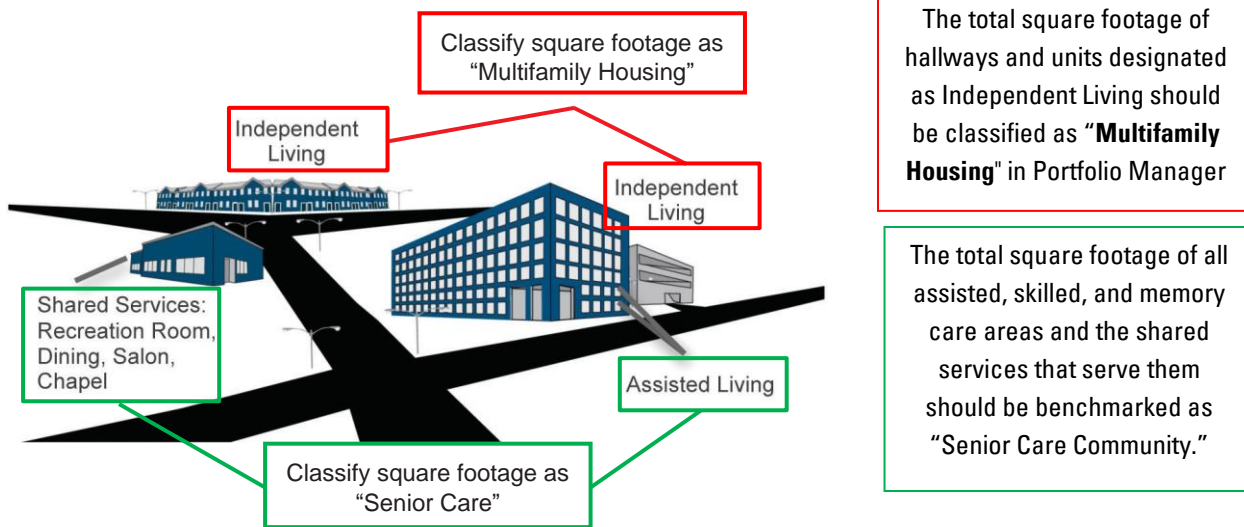 Classify square footage as
“Multifamily Housing”
Independent
Living
Independent
Living
Shared Services:
Recreation Room,
Dining, Salon,
Chapel
Assisted Living
Classify square footage as
“Senior Care”
The total square footage of
hallways and units designated
as Independent Living should
be classified as “Multifamily
Housing" in Portfolio Manager
The total square footage of all
assisted, skilled, and memory
care areas and the shared
services that serve them
should be benchmarked as
“Senior Care Community.”